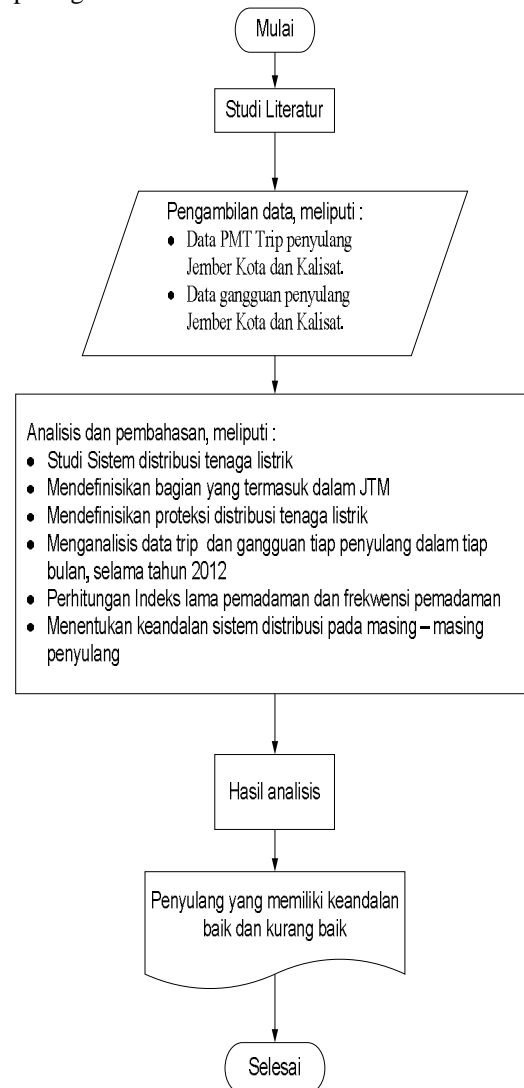 Mulai
Studi Literatur
Pengambilan data, meliputi :
• Data PMT Trip penyulang
Jember Kota dan Kalisat.
• Data gangguan penyulang
Jember Kota dan Kalisat.
Analisis dan pembahasan, meliputi :
• Studi Sistem distribusi tenaga listrik
• Mendefinisikan bagian yang termasuk dalam JTM
• Mendefinisikan proteksi distribusi tenaga listrik
• Menganalisis data trip dan gangguan tiap penyulang dalam tiap
bulan, selama tahun 2012
• Perhitungan Indeks lama pemadaman dan frekwensi pemadaman
• Menentukan keandalan sistem distribusi pada masing – masing
penyulang
Hasil analisis
Penyulang yang memiliki keandalan
baik dan kurang baik
Selesai